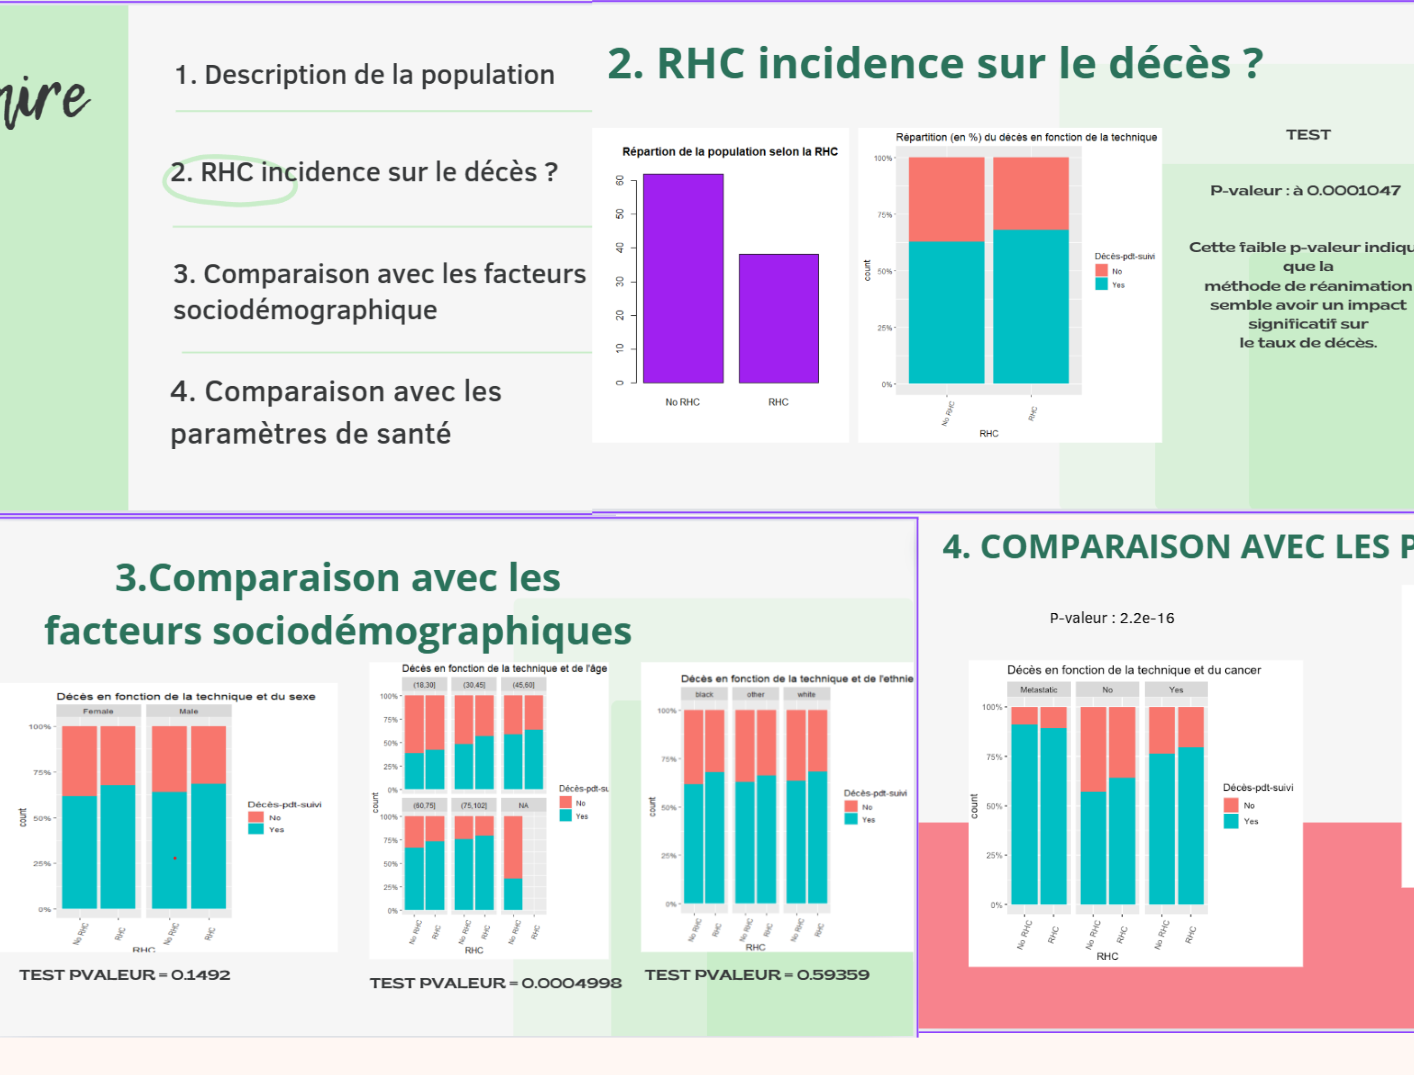 1. Description de la population
2. RHC incidence sur le décès ?
3. Comparaison avec les facteurs
sociodémographique
4. Comparaison avec les
paramètres de santé
2. RHC incidence sur le décès ?
Répartion de la population selon la RHC
60
50
40
30
20
10
0
No RHC
RHC
Répartition (en %) du décès en fonction de la technique
100%
75%
50%
25%
0%
count
No RHC
RHC
RHC
Décès-pdt-suivi
No
Yes
TEST
P-valeur : à 0.0001047
Cette faible p-valeur indiqu
que la
méthode de réanimation
semble avoir un impact
significatif sur
le taux de décès.
3.Comparaison avec les
facteurs sociodémographiques
Décès en fonction de la technique et du sexe
Female
Male
100%
75%
50%
25%
0%
count
No RHC
RHC
No RHC
RHC
RHC
Décès-pdt-suivi
No
Yes
TEST PVALEUR = 0.1492
Décès en fonction de la technique et de l'âge
(18,30]
(30,45]
(45,60]
100%
75%
50%
25%
0%
(60,75]
(75,102]
NA
100%
75%
50%
25%
0%
count
No RHC
RHC
No RHC
RHC
No RHC
RHC
RHC
Décès-pdt-su
No
Yes
TEST PVALEUR = 0.0004998
Décès en fonction de la technique et de l'ethnie
black
other
white
100%
75%
50%
25%
0%
count
No RHC
RHC
No RHC
RHC
No RHC
RHC
RHC
Décès-pdt-suivi
No
Yes
TEST PVALEUR = 0.59359
4. COMPARAISON AVEC LES P
P-valeur : 2.2e-16
Décès en fonction de la technique et du cancer
Metastatic
No
Yes
100%
75%
50%
25%
0%
count
No RHC
RHC
No RHC
RHC
No RHC
RHC
RHC
Décès-pdt-suivi
No
Yes